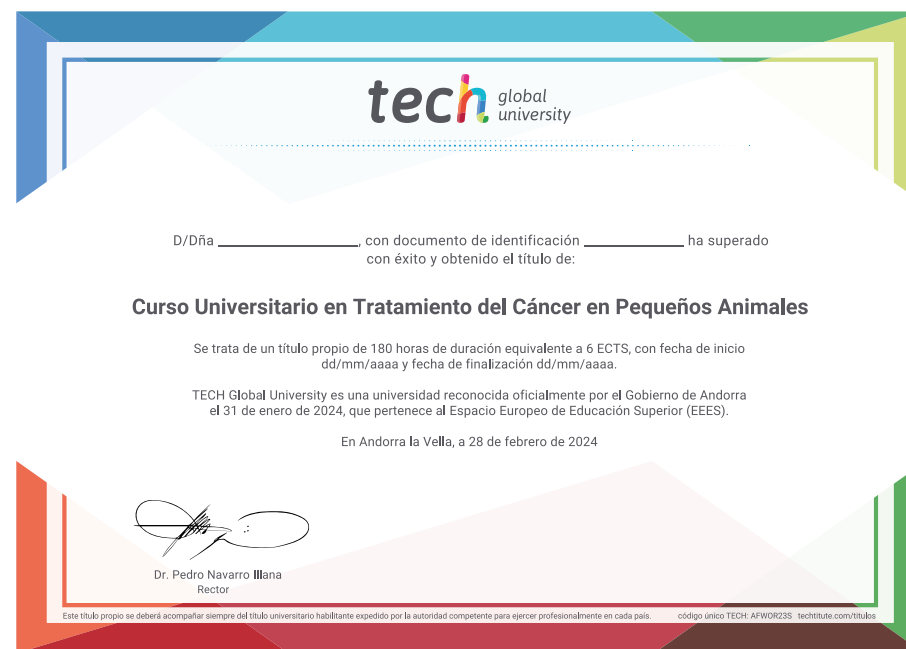 tech global
university
D/Dña ____________, con documento de identificación ____________ ha superado
con éxito y obtenido el título de:
Curso Universitario en Tratamiento del Cáncer en Pequeños Animales
Se trata de un título propio de 180 horas de duración equivalente a 6 ECTS, con fecha de inicio
dd/mm/aaaa y fecha de finalización dd/mm/aaaa.
TECH Global University es una universidad reconocida oficialmente por el Gobierno de Andorra
el 31 de enero de 2024, que pertenece al Espacio Europeo de Educación Superior (EEES).
En Andorra la Vella, a 28 de febrero de 2024
Dr. Pedro Navarro Illana
Rector
Este título propio se deberá acompañar siempre del título universitario habilitante expedido por la autoridad competente para ejercer profesionalmente en cada país. código único TECH: AFWOR23S techtitute.com/titulos